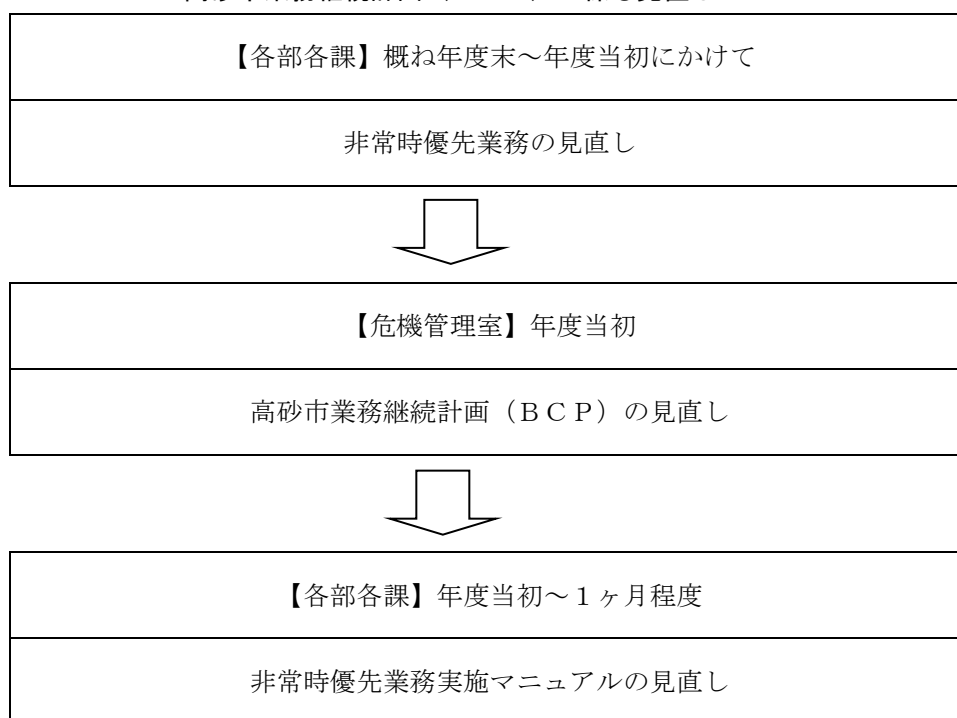 【各部各課】概ね年度末～年度当初にかけて
非常時優先業務の見直し
【危機管理室】年度当初
高砂市業務継続計画（ＢＣＰ）の見直し
【各部各課】年度当初～１ヶ月程度
非常時優先業務実施マニュアルの見直し